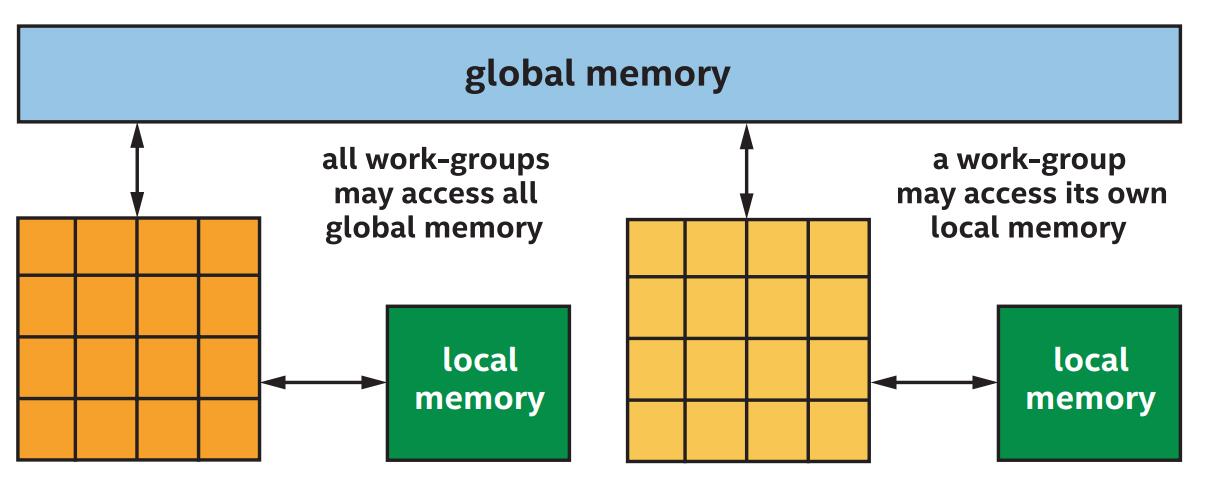 global memory
all work-groups
may access all
global memory
a work-group
may access its own
local memory
local
memory
local
memory